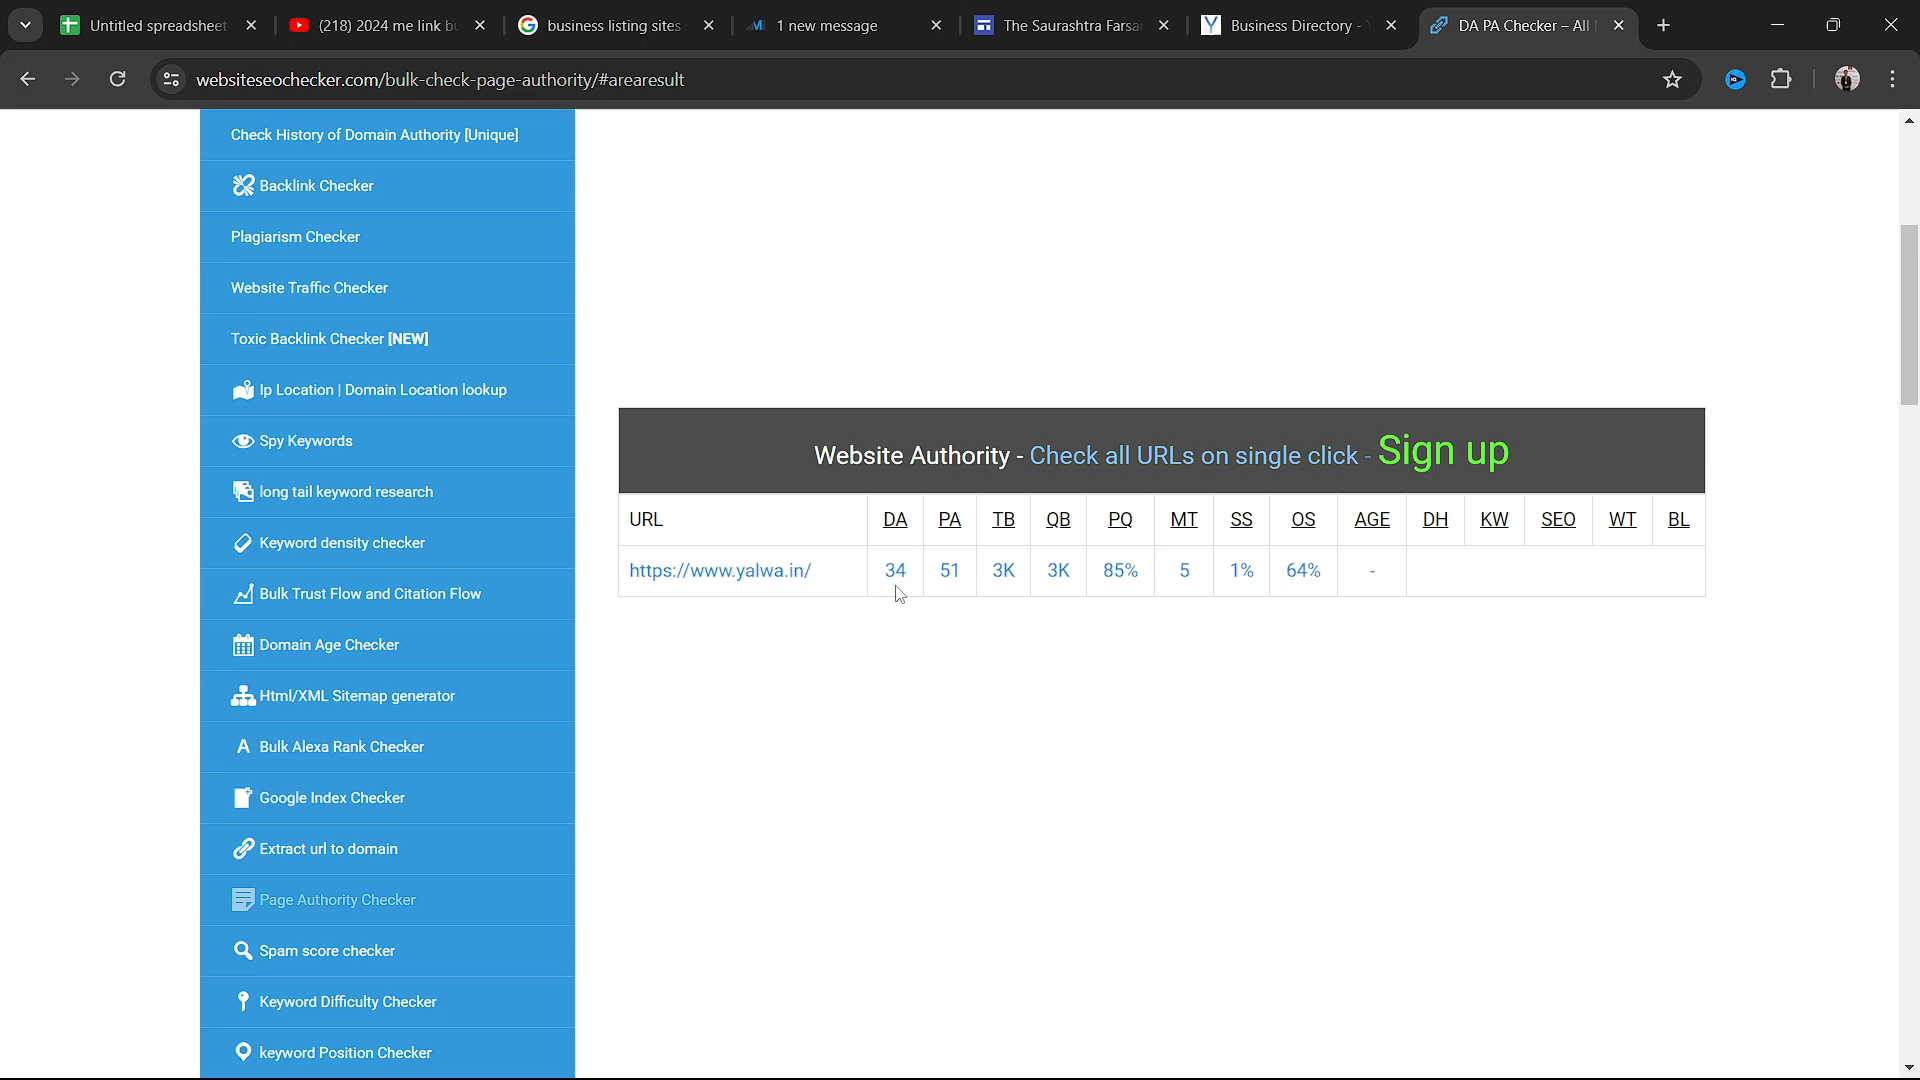 Untitled spreadsheet
(218) 2024 me link bu
business listing sites
1 new message
The Saurashtra Farsa
Business Directory -
DA PA Checker – All
websiteseochecker.com/bulk-check-page-authority/#arearesult
Check History of Domain Authority [Unique]
Backlink Checker
Plagiarism Checker
Website Traffic Checker
Toxic Backlink Checker [NEW]
Ip Location | Domain Location lookup
Spy Keywords
long tail keyword research
Keyword density checker
Bulk Trust Flow and Citation Flow
Domain Age Checker
Html/XML Sitemap generator
Bulk Alexa Rank Checker
Google Index Checker
Extract url to domain
Page Authority Checker
Spam score checker
Keyword Difficulty Checker
keyword Position Checker
Website Authority - Check all URLs on single click - Sign up
URL DA PA TB QB PQ MT SS OS AGE DH KW SEO WT BL
https://www.yalwa.in/ 34 51 3K 3K 85% 5 1% 64% -